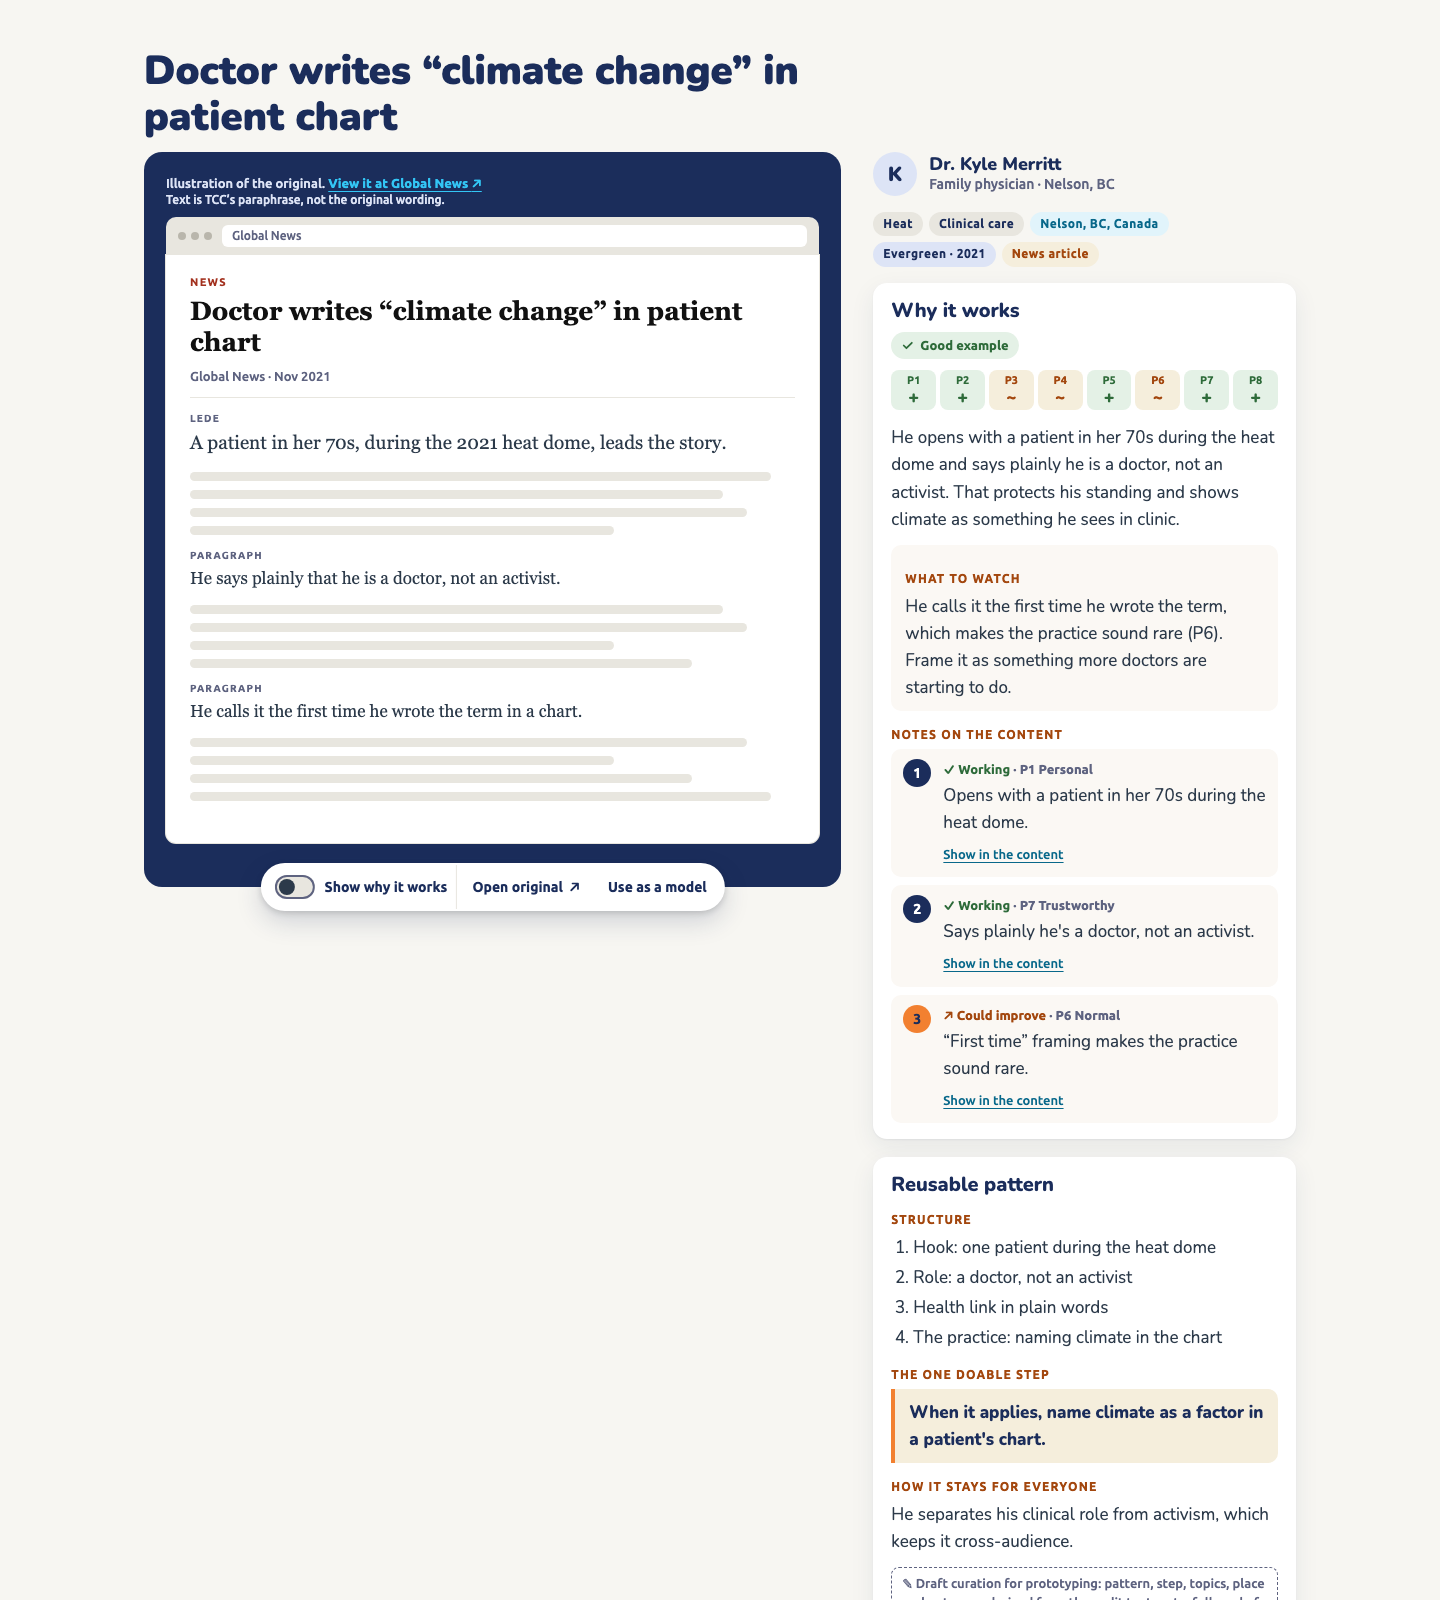 Doctor writes “climate change” in
patient chart
Illustration of the original. View it at Global News ↗
Text is TCC’s paraphrase, not the original wording.
Global News
NEWS
Doctor writes “climate change” in patient
chart
Global News · Nov 2021
LEDE
A patient in her 70s, during the 2021 heat dome, leads the story.
PARAGRAPH
He says plainly that he is a doctor, not an activist.
PARAGRAPH
He calls it the first time he wrote the term in a chart.
Show why it works
Open original ↗
Use as a model
K
Dr. Kyle Merritt
Family physician · Nelson, BC
Heat
Clinical care
Nelson, BC, Canada
Evergreen · 2021
News article
Why it works
✓ Good example
P1 P2 P3 P4 P5 P6 P7 P8
+ + ~ ~ + ~ + +
He opens with a patient in her 70s during the heat
dome and says plainly he is a doctor, not an
activist. That protects his standing and shows
climate as something he sees in clinic.
WHAT TO WATCH
He calls it the first time he wrote the term,
which makes the practice sound rare (P6).
Frame it as something more doctors are
starting to do.
NOTES ON THE CONTENT
1
✓ Working · P1 Personal
Opens with a patient in her 70s during the
heat dome.
Show in the content
2
✓ Working · P7 Trustworthy
Says plainly he's a doctor, not an activist.
Show in the content
3
↗ Could improve · P6 Normal
“First time” framing makes the practice
sound rare.
Show in the content
Reusable pattern
STRUCTURE
1. Hook: one patient during the heat dome
2. Role: a doctor, not an activist
3. Health link in plain words
4. The practice: naming climate in the chart
THE ONE DOABLE STEP
When it applies, name climate as a factor in
a patient's chart.
HOW IT STAYS FOR EVERYONE
He separates his clinical role from activism, which
keeps it cross-audience.
✎ Draft curation for prototyping: pattern, step, topics, place